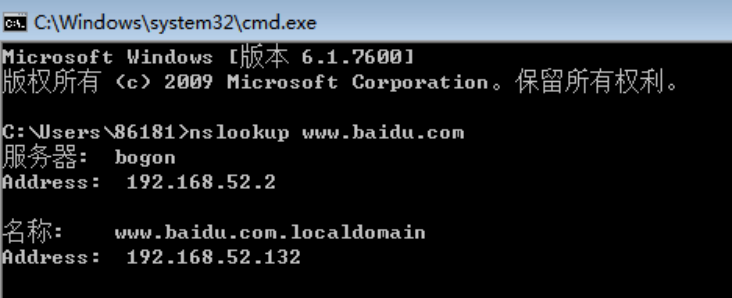 C:\Windows\system32\cmd.exe
Microsoft Windows [版本 6.1.7600]
版权所有 (c) 2009 Microsoft Corporation。保留所有权利。
C:\Users\86181>nslookup www.baidu.com
服务器:  bogon
Address:  192.168.52.2
名称:    www.baidu.com.localdomain
Address:  192.168.52.132